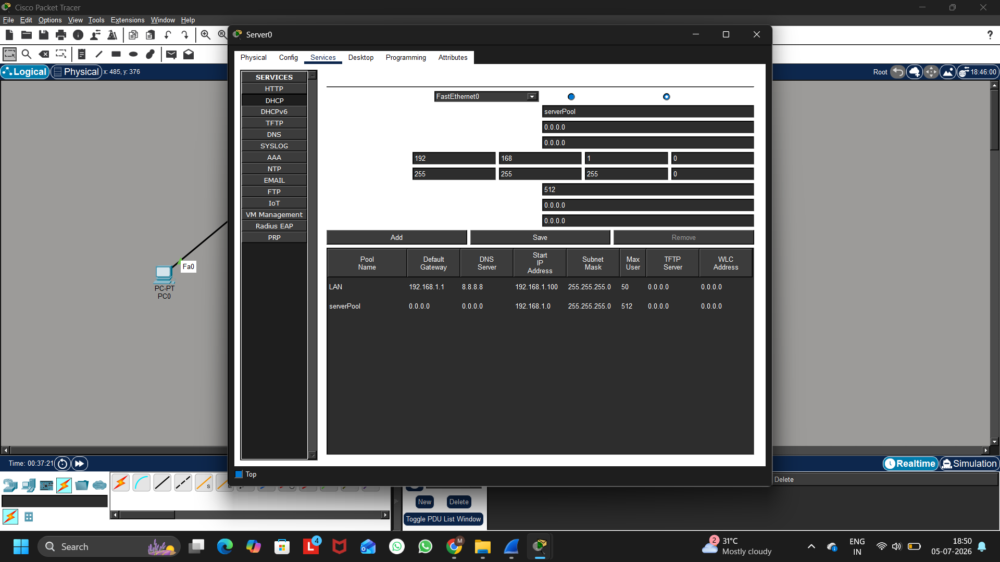 Cisco Packet Tracer
File Edit Options View Tools Extensions Window Help
?
Logical Physical x: 485, y: 376
Root 18:46:00
Server0
Physical Config Services Desktop Programming Attributes
SERVICES
HTTP
DHCP
DHCPv6
TFTP
DNS
SYSLOG
AAA
NTP
EMAIL
FTP
IoT
VM Management
Radius EAP
PRP
FastEthernet0
serverPool
0.0.0.0
0.0.0.0
192 168 1 0
255 255 255 0
512
0.0.0.0
0.0.0.0
Add Save Remove
Pool Name Default Gateway DNS Server Start IP Address Subnet Mask Max User TFTP Server WLC Address
LAN 192.168.1.1 8.8.8.8 192.168.1.100 255.255.255.0 50 0.0.0.0 0.0.0.0
serverPool 0.0.0.0 0.0.0.0 192.168.1.0 255.255.255.0 512 0.0.0.0 0.0.0.0
Top
Fa0
PC-PT
PC0
Time: 00:37:21
Realtime Simulation
Delete
New Delete
Toggle PDU List Window
Search
4
M
2
31°C
Mostly cloudy
ENG
IN
18:50
05-07-2026